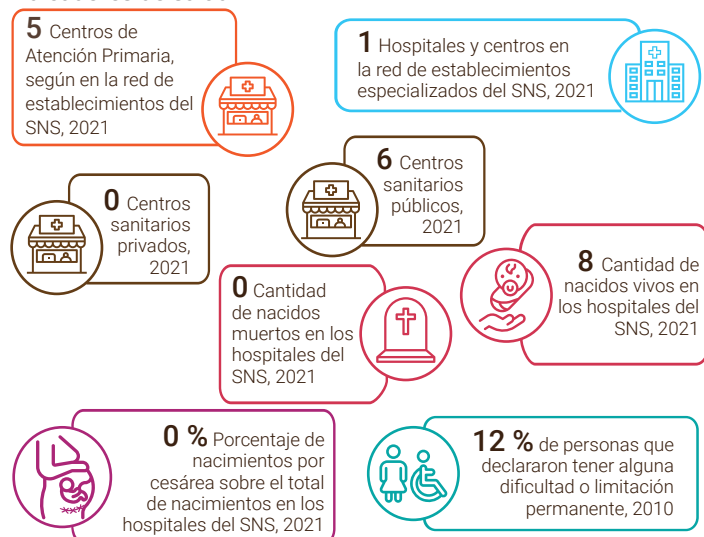 5 Centros de
Atención Primaria,
según en la red de
establecimientos del
SNS, 2021
1 Hospitales y centros en
la red de establecimientos
especializados del SNS, 2021
0 Centros
sanitarios
privados,
2021
6 Centros
sanitarios
públicos,
2021
0 Cantidad
de nacidos
muertos en los
hospitales del
SNS, 2021
8 Cantidad de
nacidos vivos en
los hospitales del
SNS, 2021
0 % Porcentaje de
nacimientos por
cesárea sobre el total
de nacimientos en los
hospitales del SNS, 2021
12 % de personas que
declararon tener alguna
dificultad o limitación
permanente, 2010